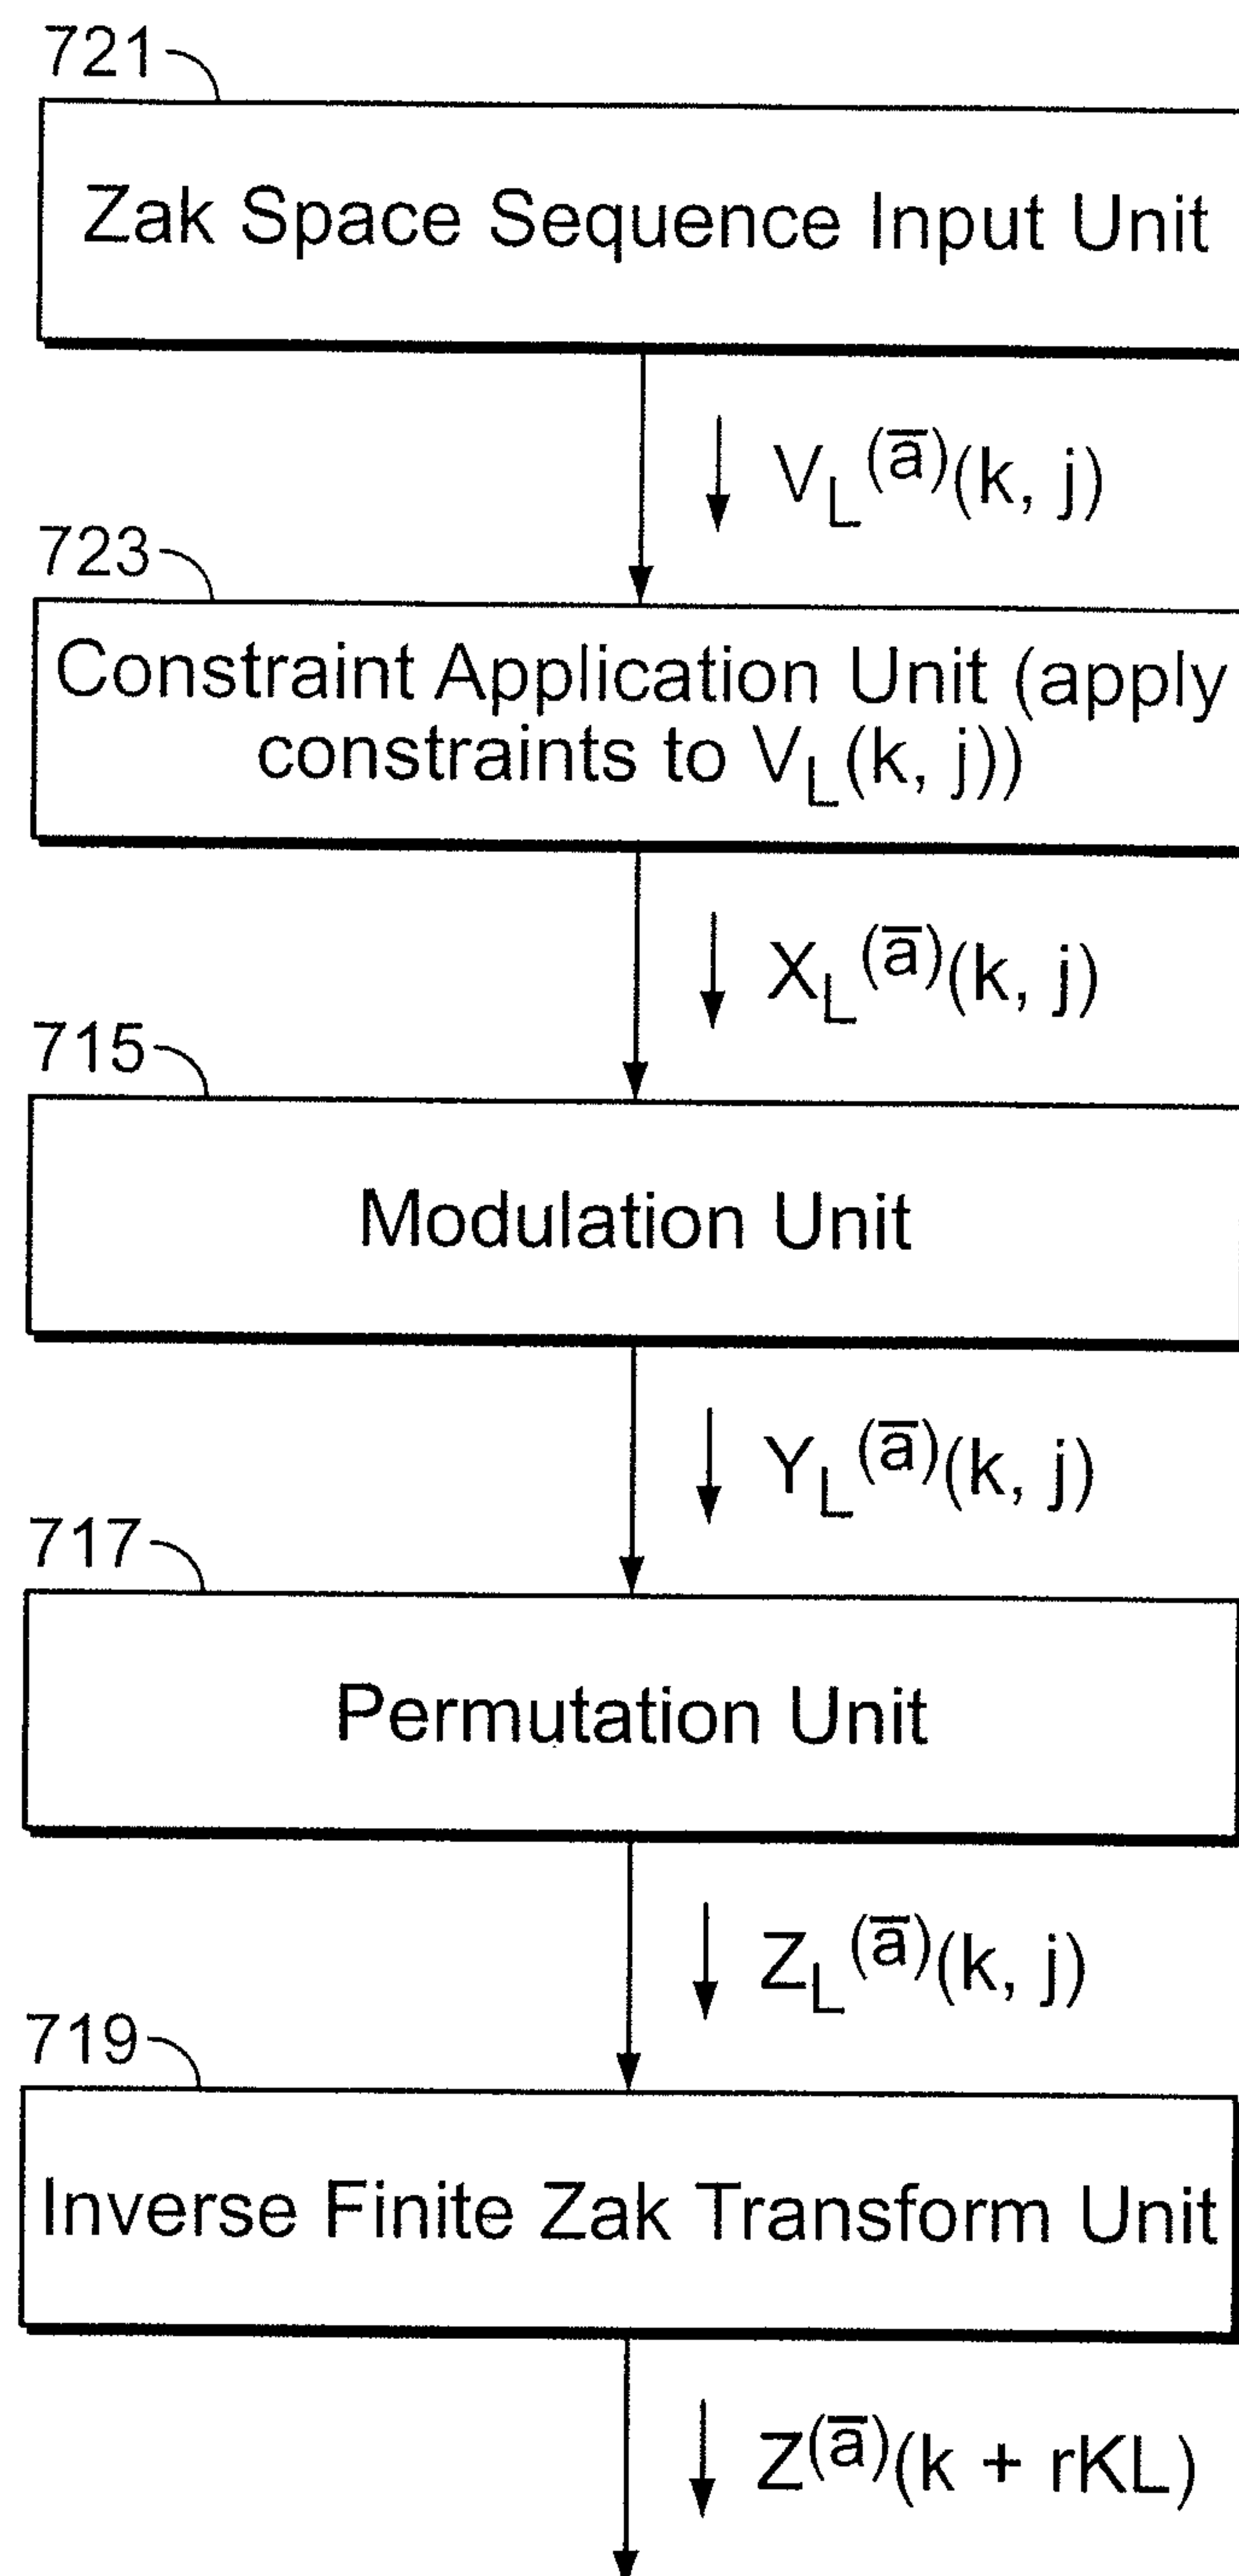 721
Zak Space Sequence Input Unit
V_L^(a̅)(k, j)
723
Constraint Application Unit (apply
constraints to V_L(k, j))
X_L^(a̅)(k, j)
715
Modulation Unit
Y_L^(a̅)(k, j)
717
Permutation Unit
Z_L^(a̅)(k, j)
719
Inverse Finite Zak Transform Unit
Z^(a̅)(k + rKL)